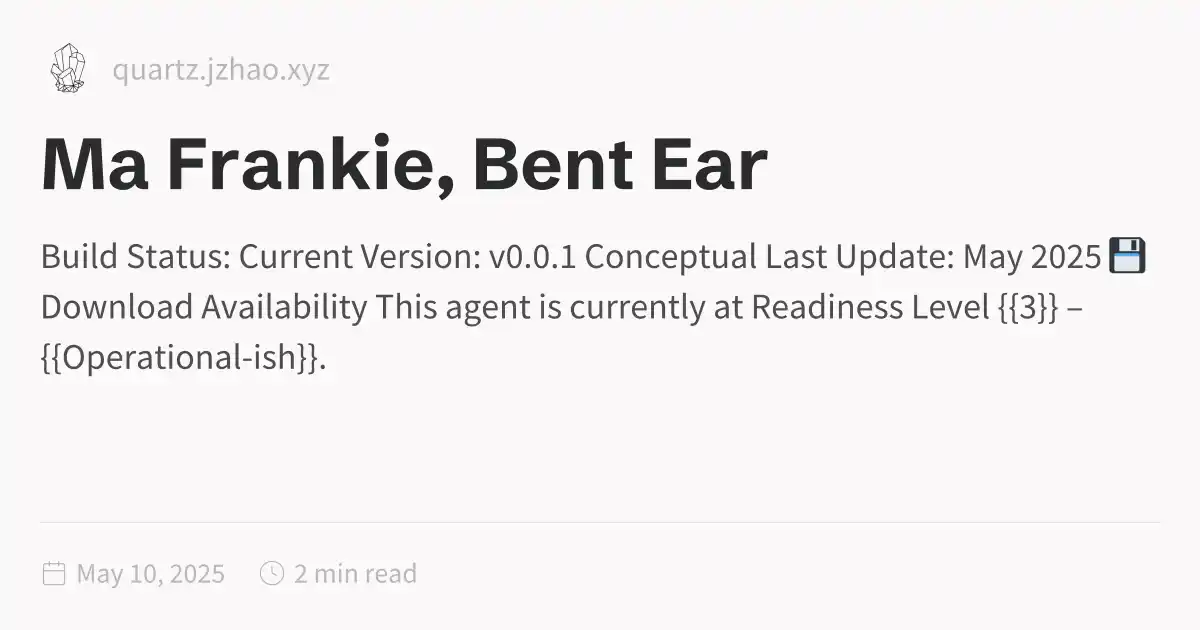 quartz.jzhao.xyz
Ma Frankie, Bent Ear
Build Status: Current Version: v0.0.1 Conceptual Last Update: May 2025 💾
Download Availability This agent is currently at Readiness Level {{3}} –
{{Operational-ish}}.
May 10, 2025 2 min read